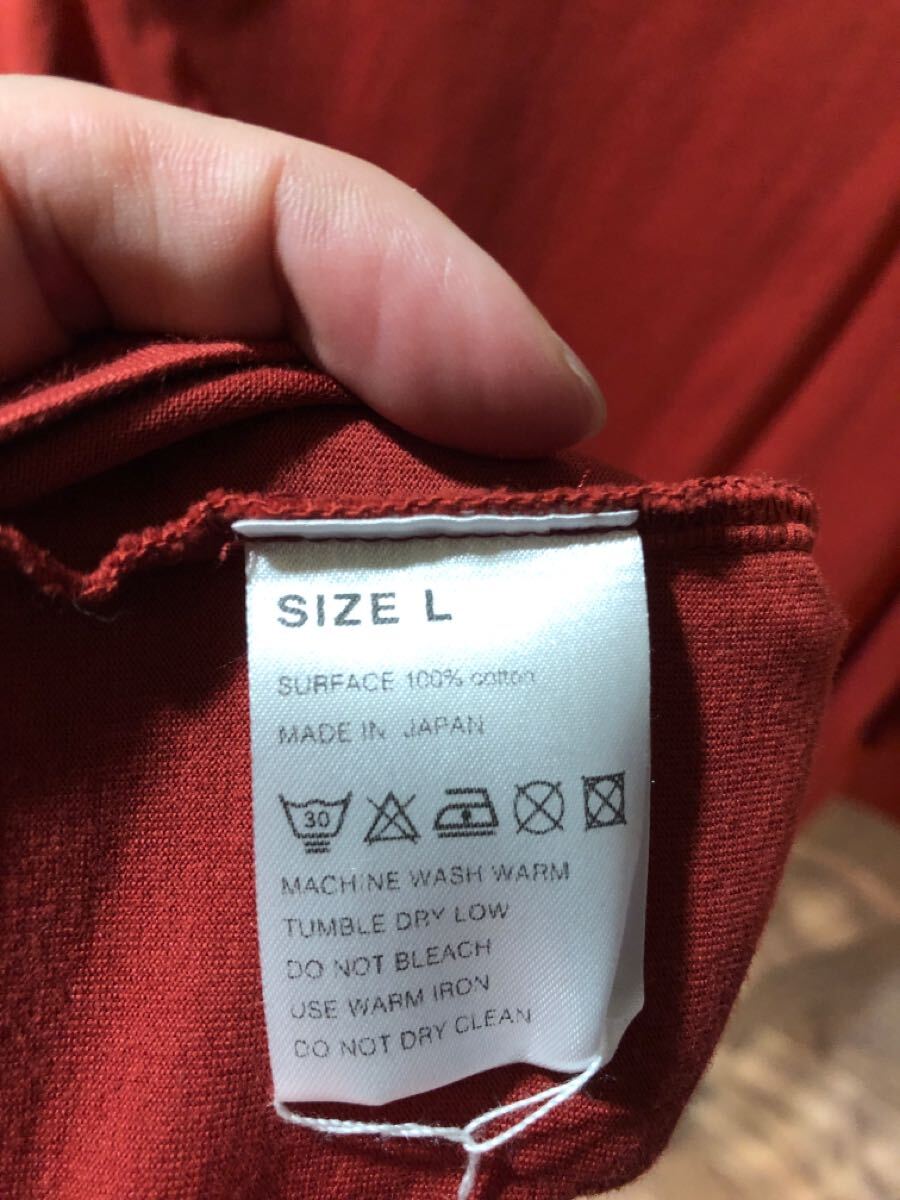 SIZE L
SURFACE 100% cotton
MADE IN JAPAN
30
MACHINE WASH WARM
TUMBLE DRY LOW
DO NOT BLEACH
USE WARM IRON
DO NOT DRY CLEAN